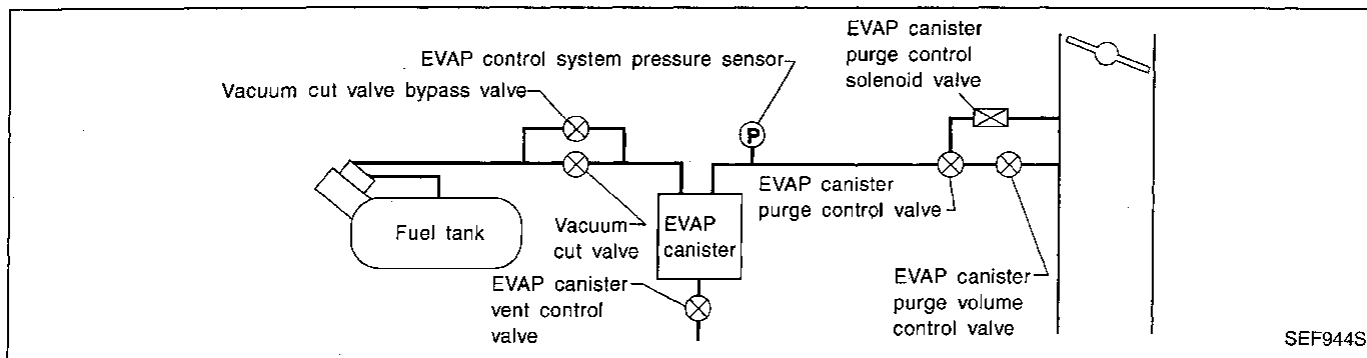 EVAP canister
purge control
solenoid valve
EVAP control system pressure sensor
Vacuum cut valve bypass valve
P
EVAP canister
purge control valve
Fuel tank
Vacuum
cut valve
EVAP
canister
EVAP canister
vent control
valve
EVAP canister
purge volume
control valve
SEF944S